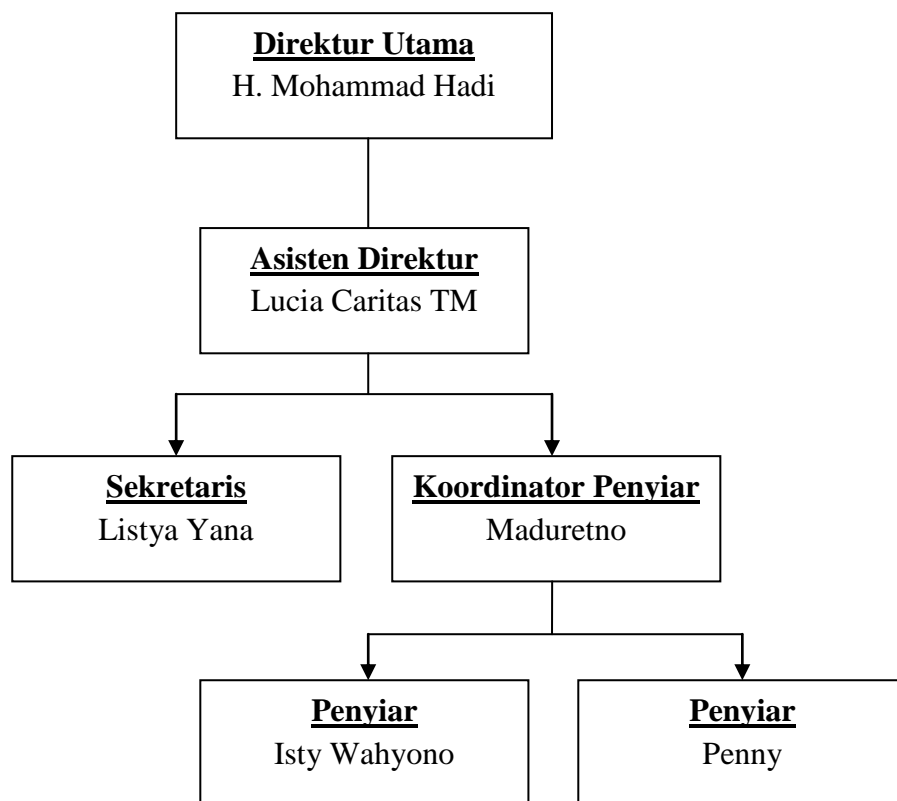 Direktur Utama
H. Mohammad Hadi
Asisten Direktur
Lucia Caritas TM
Sekretaris
Listya Yana
Koordinator Penyiar
Maduretno
Penyiar
Isty Wahyono
Penyiar
Penny